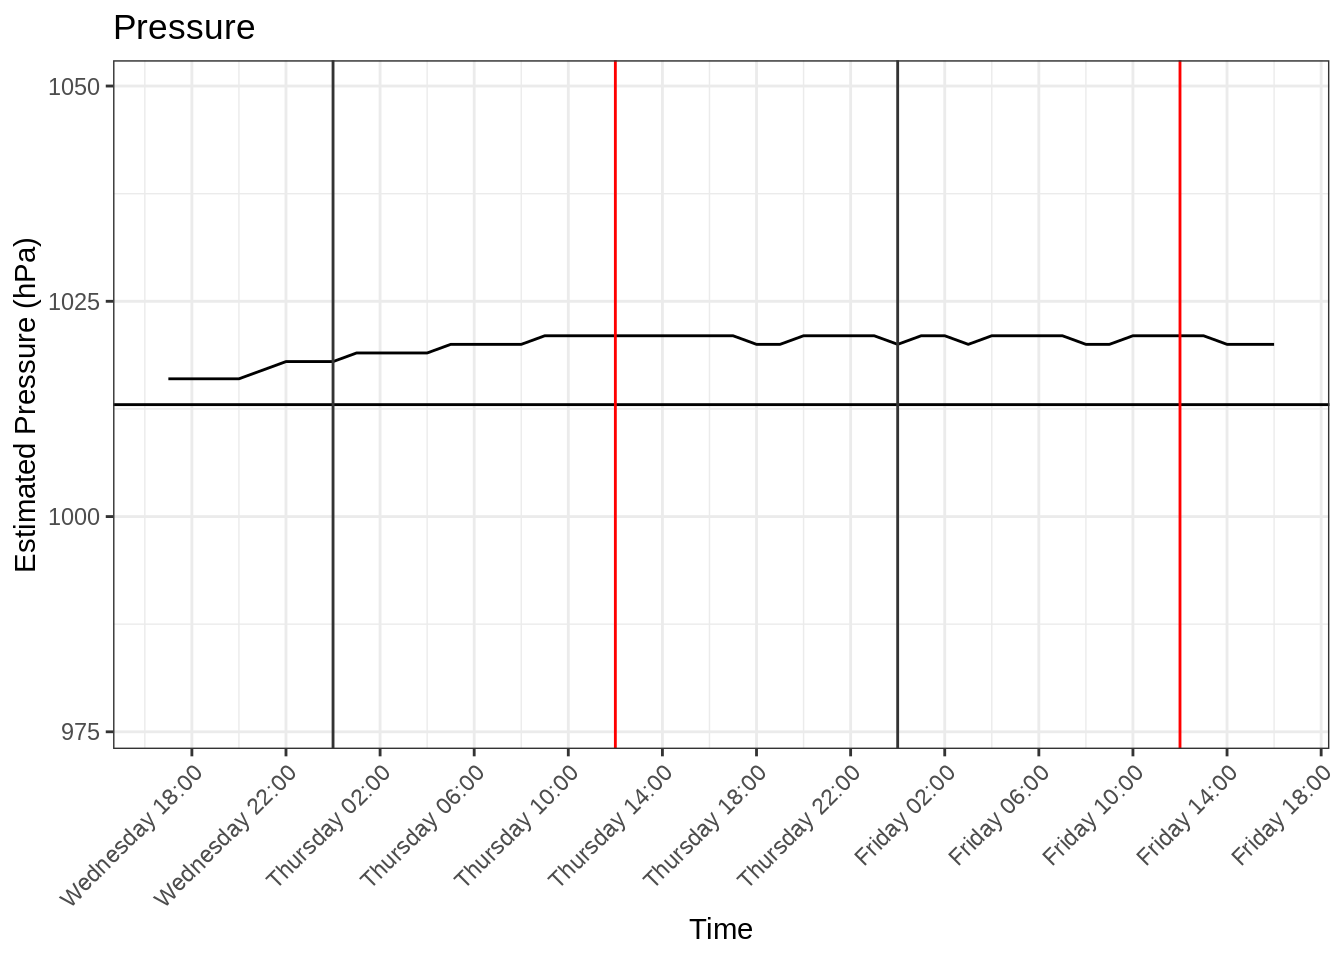 Pressure
Estimated Pressure (hPa)
1050
1025
1000
975
Wednesday 18:00
Wednesday 22:00
Thursday 02:00
Thursday 06:00
Thursday 10:00
Thursday 14:00
Thursday 18:00
Thursday 22:00
Friday 02:00
Friday 06:00
Friday 10:00
Friday 14:00
Friday 18:00
Time